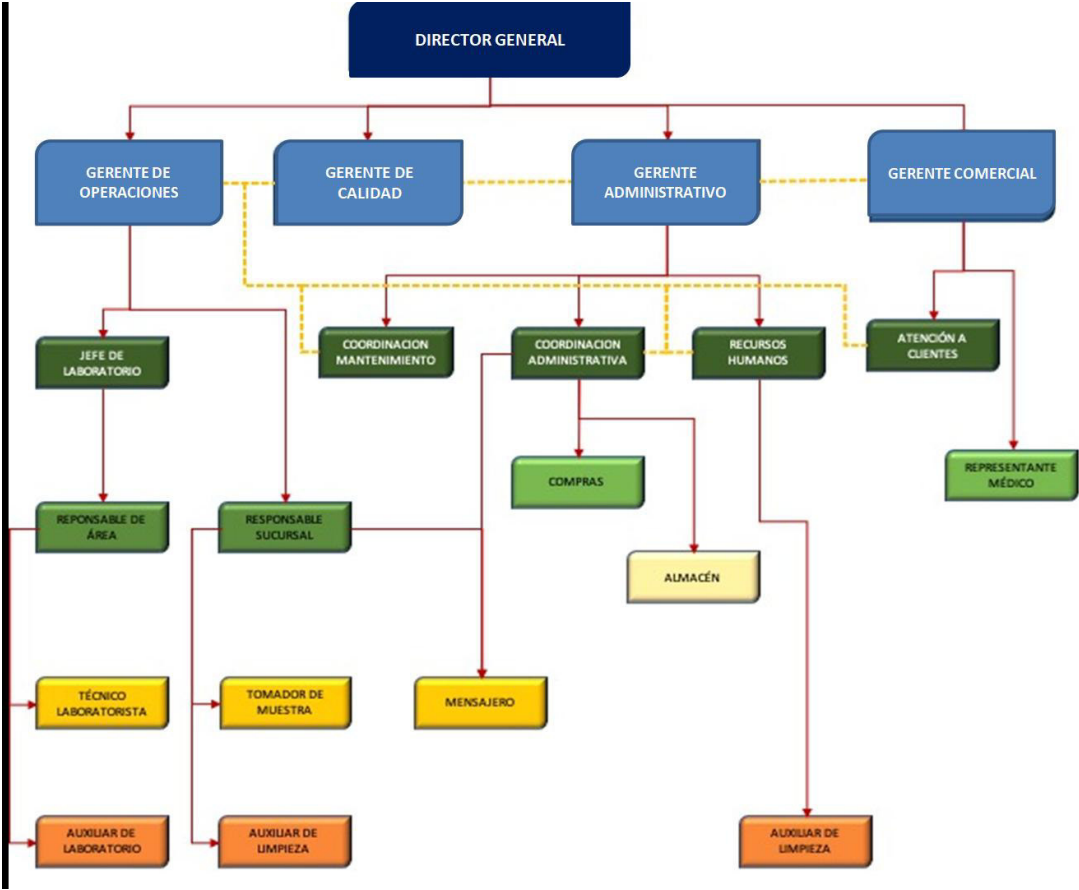 DIRECTOR GENERAL
GERENTE DE
OPERACIONES
GERENTE DE
CALIDAD
GERENTE
ADMINISTRATIVO
GERENTE COMERCIAL
JEFE DE
LABORATORIO
COORDINACION
MANTENIMIENTO
COORDINACION
ADMINISTRATIVA
RECURSOS
HUMANOS
ATENCIÓN A
CLIENTES
COMPRAS
REPRESENTANTE
MÉDICO
REPONSABLE DE
ÁREA
RESPONSABLE
SUCURSAL
ALMACÉN
TÉCNICO
LABORATORISTA
TOMADOR DE
MUESTRA
MENSAJERO
AUXILIAR DE
LABORATORIO
AUXILIAR DE
LIMPIEZA
AUXILIAR DE
LIMPIEZA